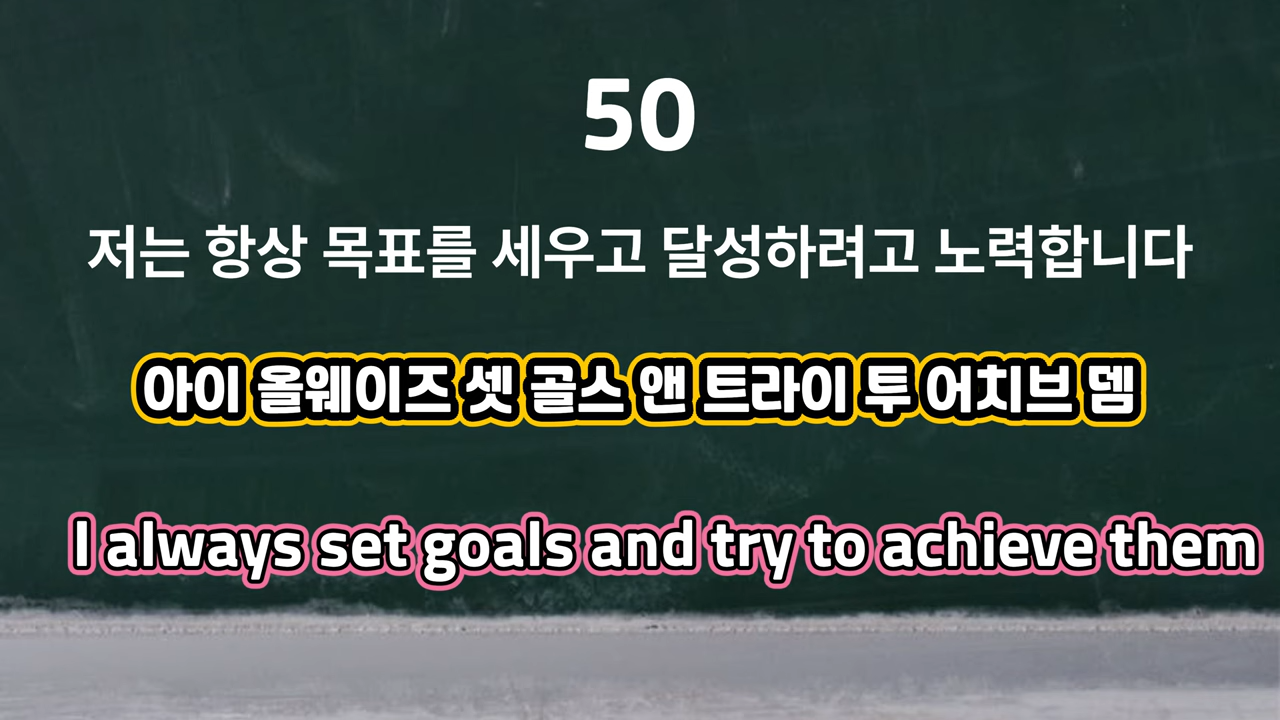 50
저는 항상 목표를 세우고 달성하려고 노력합니다
아이 올웨이즈 셋 골스 앤 트라이 투 어치브 뎀
I always set goals and try to achieve them